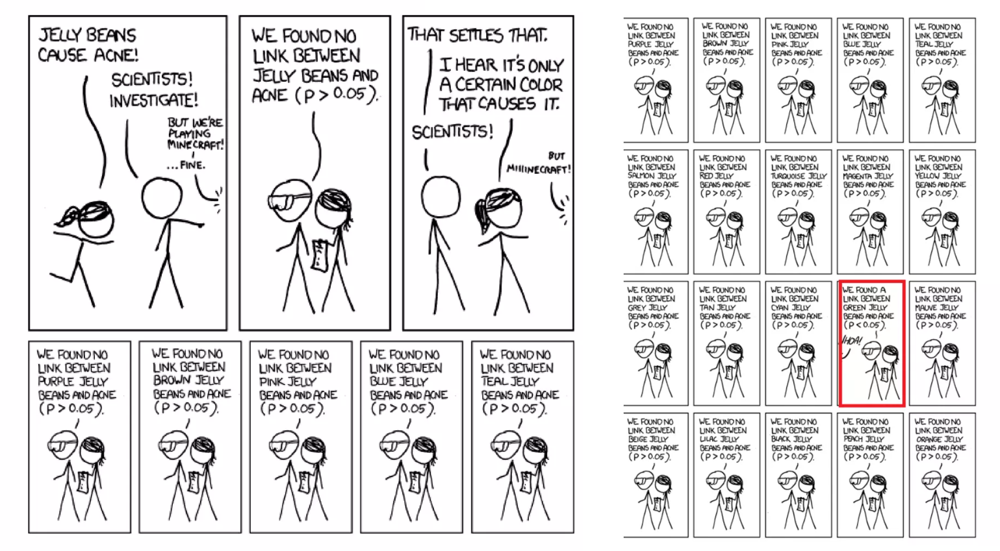 JELLY BEANS
CAUSE ACNE!
SCIENTISTS!
INVESTIGATE!
BUT WE'RE
PLAYING
MINECRAFT!
...FINE.
WE FOUND NO
LINK BETWEEN
JELLY BEANS AND
ACNE (P > 0.05).
THAT SETTLES THAT.
I HEAR IT'S ONLY
A CERTAIN COLOR
THAT CAUSES IT.
SCIENTISTS!
BUT
MIIIINECRAFT!
WE FOUND NO
LINK BETWEEN
PURPLE JELLY
BEANS AND ACNE
(P > 0.05).
WE FOUND NO
LINK BETWEEN
BROWN JELLY
BEANS AND ACNE
(P > 0.05).
WE FOUND NO
LINK BETWEEN
PINK JELLY
BEANS AND ACNE
(P > 0.05).
WE FOUND NO
LINK BETWEEN
BLUE JELLY
BEANS AND ACNE
(P > 0.05).
WE FOUND NO
LINK BETWEEN
TEAL JELLY
BEANS AND ACNE
(P > 0.05).
WE FOUND NO
LINK BETWEEN
PURPLE JELLY
BEANS AND ACNE
(P > 0.05).
WE FOUND NO
LINK BETWEEN
BROWN JELLY
BEANS AND ACNE
(P > 0.05).
WE FOUND NO
LINK BETWEEN
PINK JELLY
BEANS AND ACNE
(P > 0.05).
WE FOUND NO
LINK BETWEEN
BLUE JELLY
BEANS AND ACNE
(P > 0.05).
WE FOUND NO
LINK BETWEEN
TEAL JELLY
BEANS AND ACNE
(P > 0.05).
WE FOUND NO
LINK BETWEEN
SALMON JELLY
BEANS AND ACNE
(P > 0.05).
WE FOUND NO
LINK BETWEEN
RED JELLY
BEANS AND ACNE
(P > 0.05).
WE FOUND NO
LINK BETWEEN
TURQUOISE JELLY
BEANS AND ACNE
(P > 0.05).
WE FOUND NO
LINK BETWEEN
MAGENTA JELLY
BEANS AND ACNE
(P > 0.05).
WE FOUND NO
LINK BETWEEN
YELLOW JELLY
BEANS AND ACNE
(P > 0.05).
WE FOUND NO
LINK BETWEEN
GREY JELLY
BEANS AND ACNE
(P > 0.05).
WE FOUND NO
LINK BETWEEN
TAN JELLY
BEANS AND ACNE
(P > 0.05).
WE FOUND NO
LINK BETWEEN
CYAN JELLY
BEANS AND ACNE
(P > 0.05).
WE FOUND A
LINK BETWEEN
GREEN JELLY
BEANS AND ACNE
(P < 0.05).
WHOA!
WE FOUND NO
LINK BETWEEN
MAUVE JELLY
BEANS AND ACNE
(P > 0.05).
WE FOUND NO
LINK BETWEEN
BEIGE JELLY
BEANS AND ACNE
(P > 0.05).
WE FOUND NO
LINK BETWEEN
LILAC JELLY
BEANS AND ACNE
(P > 0.05).
WE FOUND NO
LINK BETWEEN
BLACK JELLY
BEANS AND ACNE
(P > 0.05).
WE FOUND NO
LINK BETWEEN
PEACH JELLY
BEANS AND ACNE
(P > 0.05).
WE FOUND NO
LINK BETWEEN
ORANGE JELLY
BEANS AND ACNE
(P > 0.05).